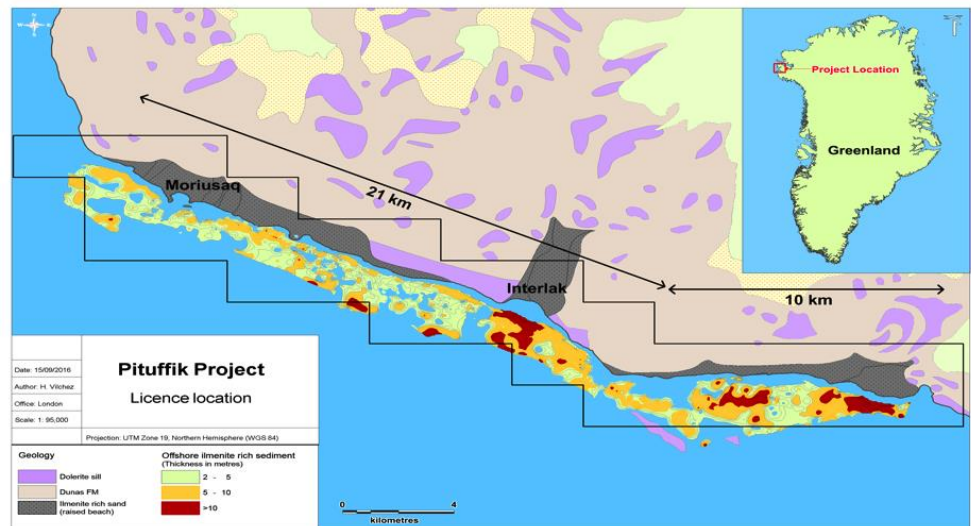 N
W
E
S
Moriusaq
21 km
Interlak
10 km
Project Location
Greenland
Date: 15/09/2016
Author: H. Vilchez
Office: London
Scale: 1: 95,000
Pituffik Project
Licence location
Projection: UTM Zone 19, Northern Hemisphere (WGS 84)
Geology
Dolerite sill
Dunas FM
Ilmenite rich sand
(raised beach)
Offshore ilmenite rich sediment
(Thickness in metres)
2 - 5
5 - 10
>10
0 4
kilometres